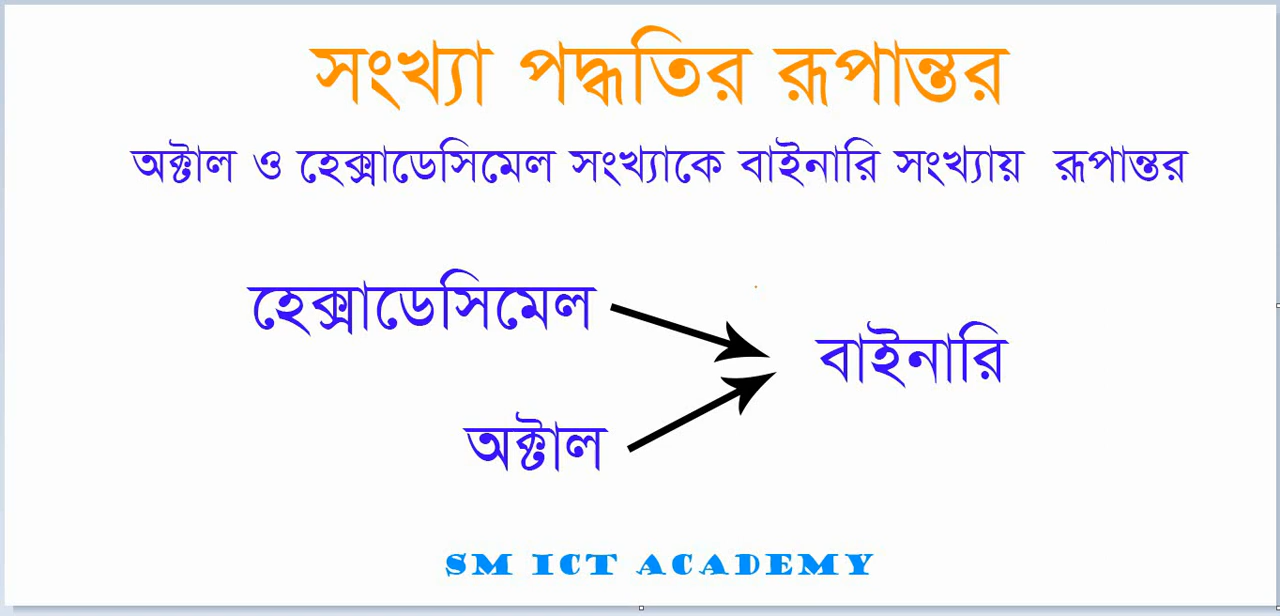 সংখ্যা পদ্ধতির রূপান্তর
অক্টাল ও হেক্সাডেসিমেল সংখ্যাকে বাইনারি সংখ্যায় রূপান্তর
হেক্সাডেসিমেল
বাইনারি
অক্টাল
SM ICT ACADEMY